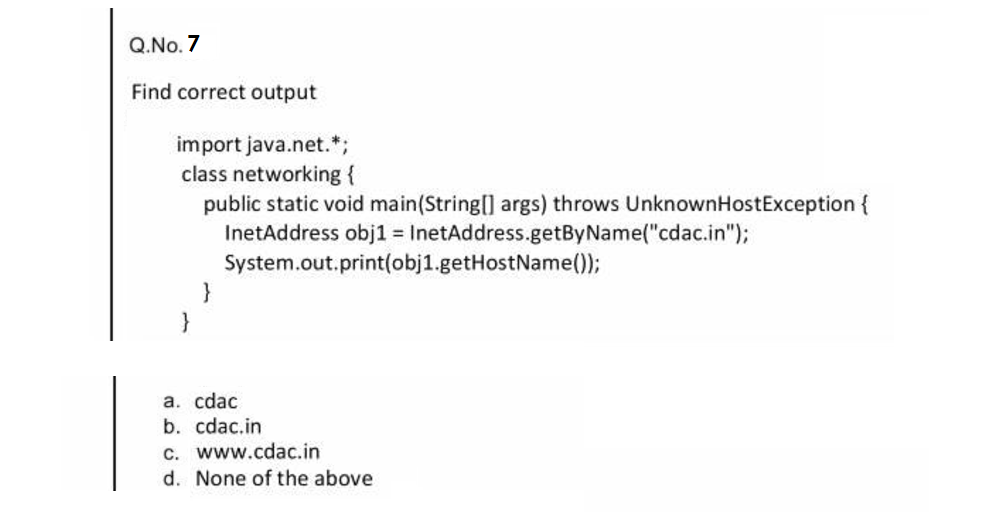 Q.No. 7
Find correct output
import java.net.*;
class networking {
public static void main(String[] args) throws UnknownHostException {
InetAddress obj1 = InetAddress.getByName("cdac.in");
System.out.print(obj1.getHostName());
}
}
a. cdac
b. cdac.in
c. www.cdac.in
d. None of the above